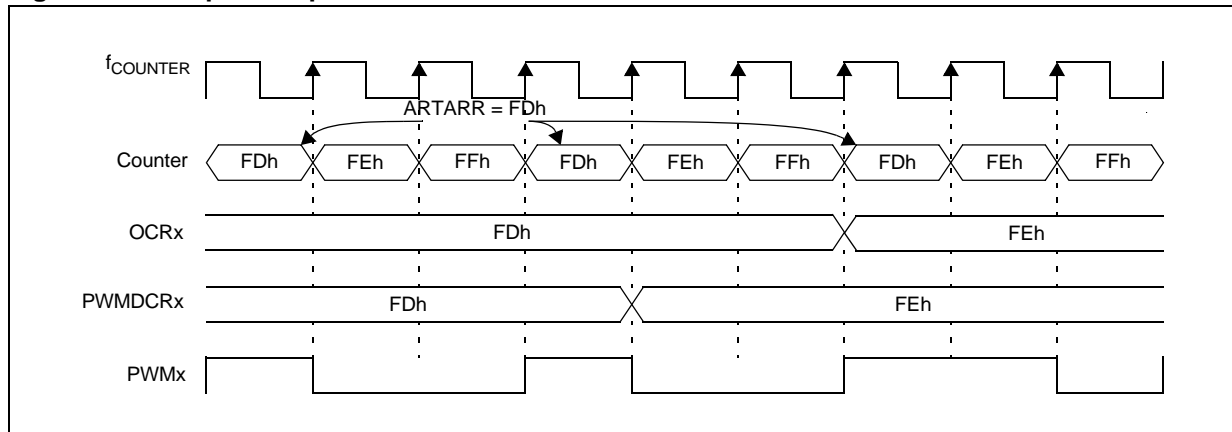 fCOUNTER
ARTARR = FDh
Counter FDh FEh FFh FDh FEh FFh FDh FEh FFh
OCRx FDh FEh
PWMDCRx FDh FEh
PWMx